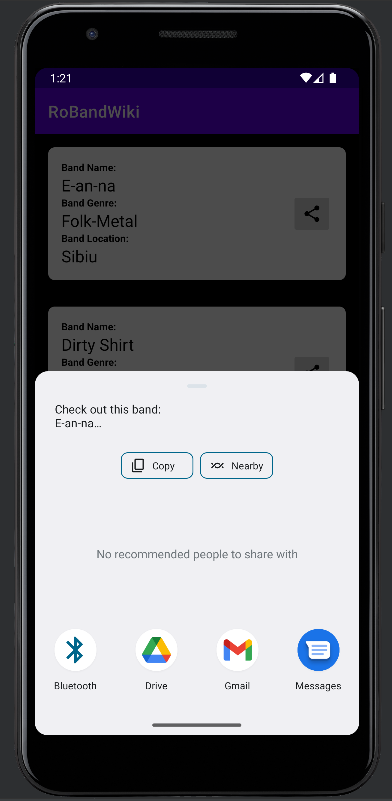 1:21
RoBandWiki
Band Name:
E-an-na
Band Genre:
Folk-Metal
Band Location:
Sibiu
Band Name:
Dirty Shirt
Band Genre:
Check out this band:
E-an-na...
Copy Nearby
No recommended people to share with
Bluetooth Drive Gmail Messages